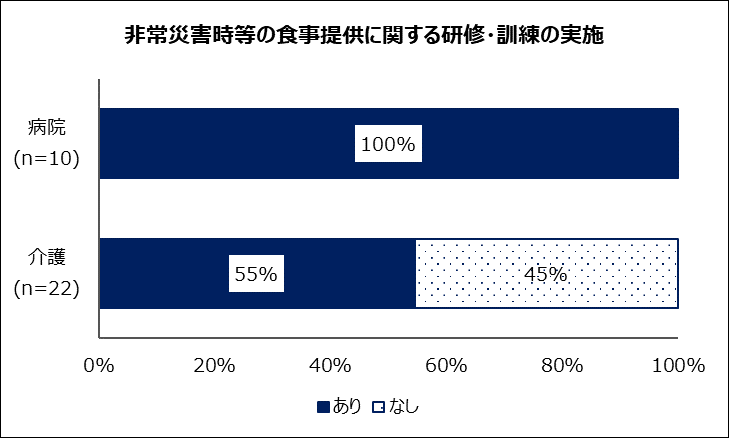 非常災害時等の食事提供に関する研修・訓練の実施
病院
(n=10)
100%
介護
(n=22)
55%
45%
0%
20%
40%
60%
80%
100%
あり
なし